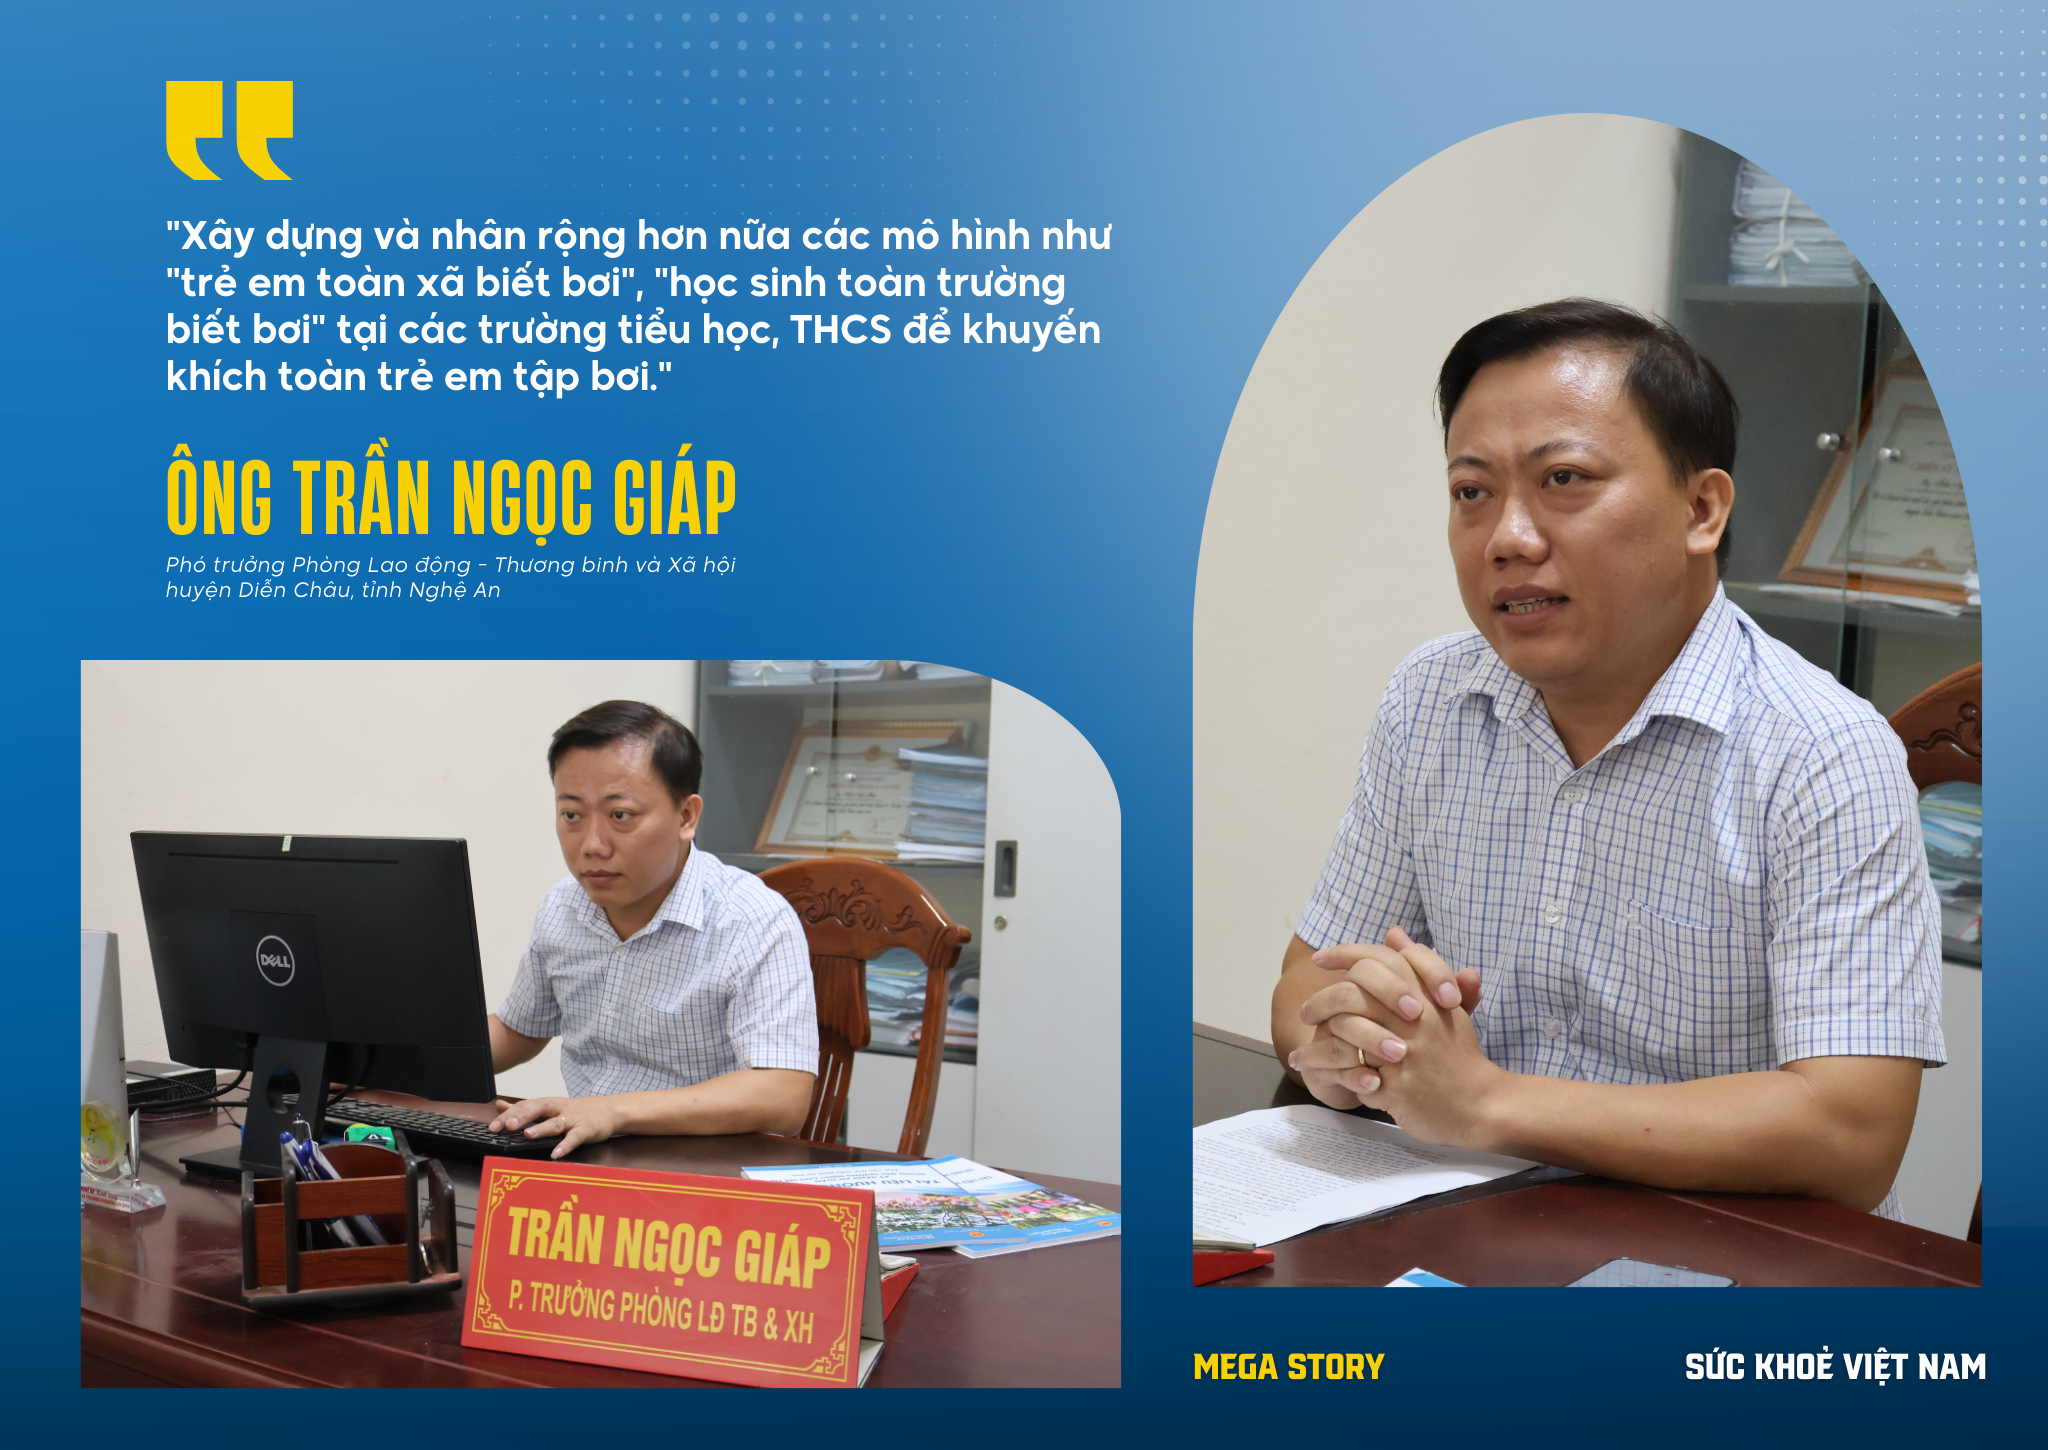 "Xây dựng và nhân rộng hơn nữa các mô hình như
"trẻ em toàn xã biết bơi", "học sinh toàn trường
biết bơi" tại các trường tiểu học, THCS để khuyến
khích toàn trẻ em tập bơi."
ÔNG TRẦN NGỌC GIÁP
Phó trưởng Phòng Lao động - Thương binh và Xã hội
huyện Diễn Châu, tỉnh Nghệ An
DELL
TÀI LIỆU
TRẦN NGỌC GIÁP
P. TRƯỞNG PHÒNG LĐ TB & XH
MEGA STORY
SỨC KHOẺ VIỆT NAM